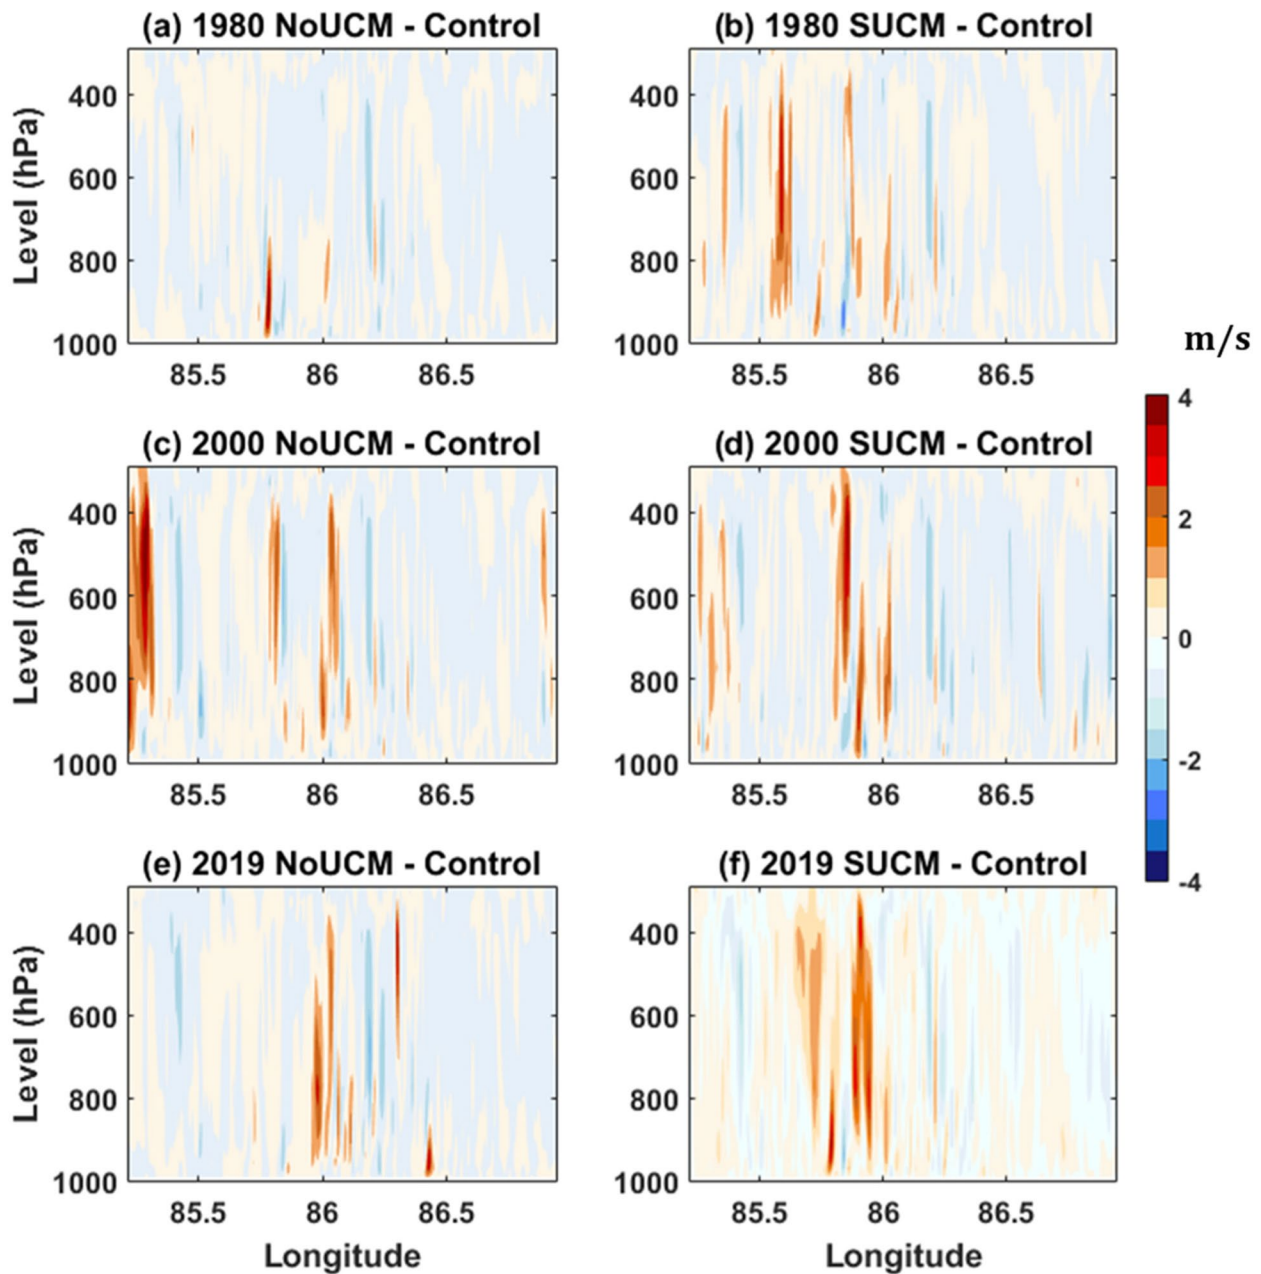 (a) 1980 NoUCM - Control
(b) 1980 SUCM - Control
Level (hPa)
400
600
800
1000
85.5 86 86.5
400
600
800
1000
85.5 86 86.5
m/s
(c) 2000 NoUCM - Control
(d) 2000 SUCM - Control
Level (hPa)
400
600
800
1000
85.5 86 86.5
400
600
800
1000
85.5 86 86.5
4
2
0
-2
-4
(e) 2019 NoUCM - Control
(f) 2019 SUCM - Control
Level (hPa)
400
600
800
1000
85.5 86 86.5
Longitude
400
600
800
1000
85.5 86 86.5
Longitude